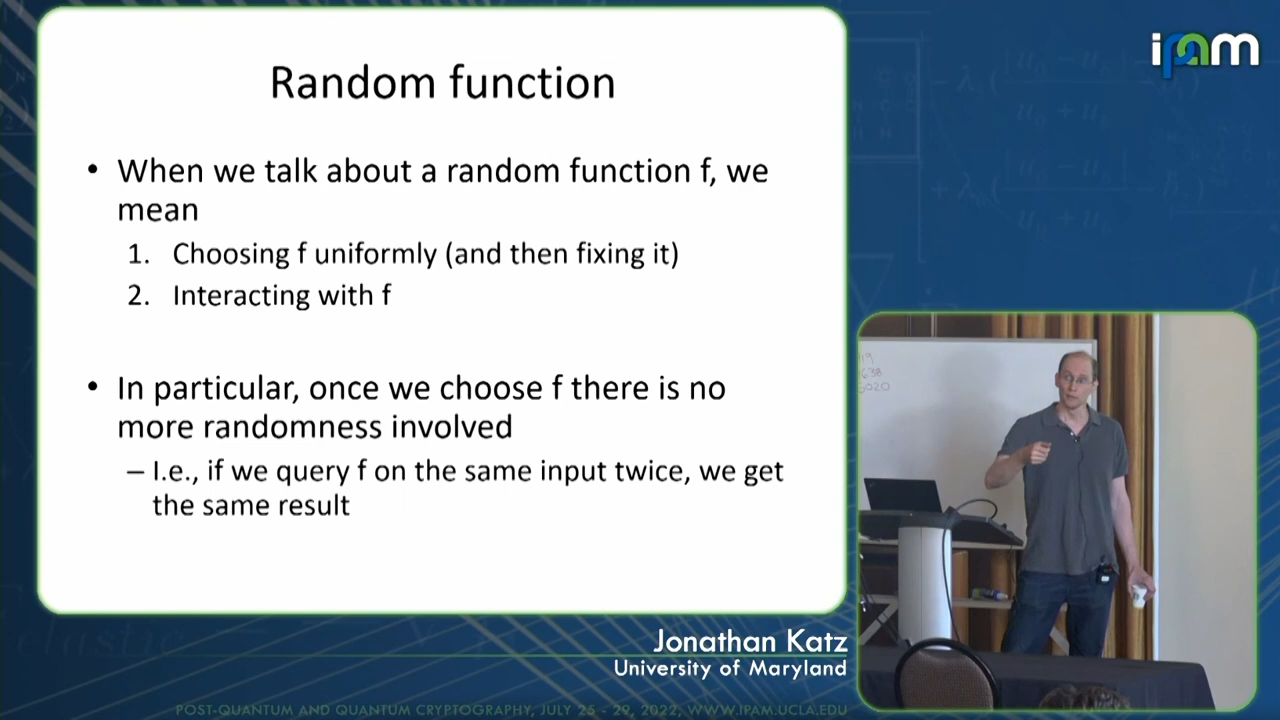 ipam
Random function
• When we talk about a random function f, we
mean
1. Choosing f uniformly (and then fixing it)
2. Interacting with f
• In particular, once we choose f there is no
more randomness involved
– I.e., if we query f on the same input twice, we get
the same result
Jonathan Katz
University of Maryland
POST-QUANTUM AND QUANTUM CRYPTOGRAPHY, JULY 25 - 29, 2022, WWW.IPAM.UCLA.EDU